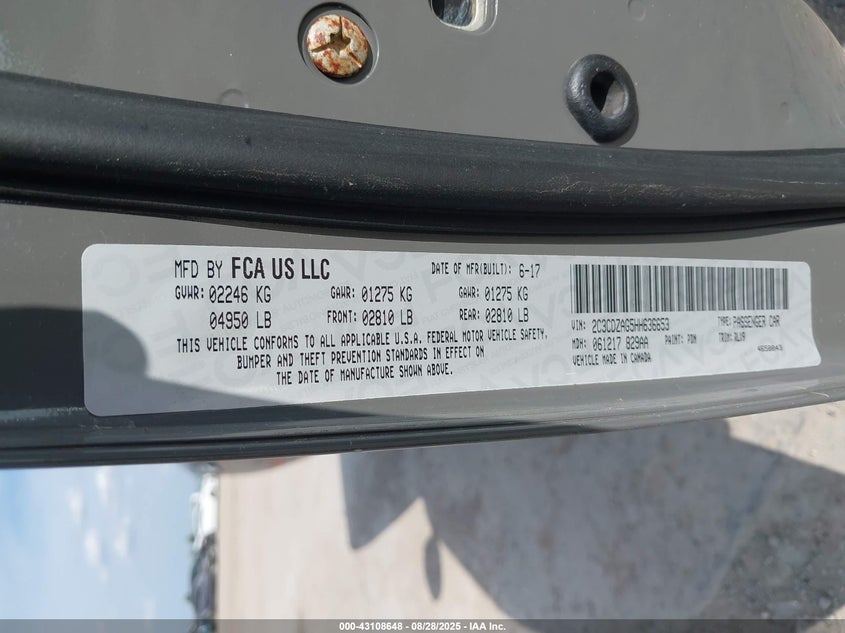 MFD BY FCA US LLC DATE OF MFR(BUILT): 6-17
GVWR: 02246 KG GAWR: 01275 KG GAWR: 01275 KG
04950 LB FRONT: 02810 LB REAR: 02810 LB
THIS VEHICLE CONFORMS TO ALL APPLICABLE U.S.A. FEDERAL MOTOR VEHICLE SAFETY,
BUMPER AND THEFT PREVENTION STANDARDS IN EFFECT ON
THE DATE OF MANUFACTURE SHOWN ABOVE.
VIN: 2C3CDZAG5HH636653 TYPE: PASSENGER CAR
MDH: 061217 829AA PAINT: PDN TRIM: ALX9
VEHICLE MADE IN CANADA 4650043
000-43108648 - 08/28/2025 - IAA Inc.